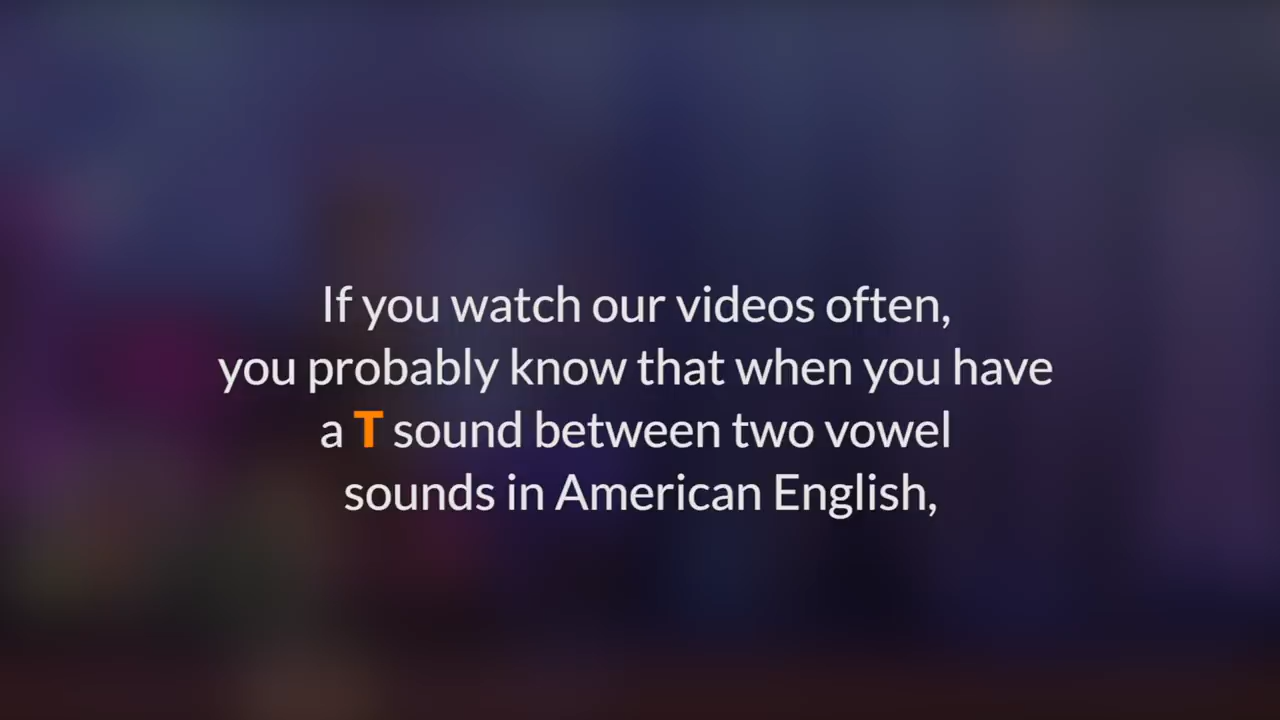 If you watch our videos often,
you probably know that when you have
a T sound between two vowel
sounds in American English,